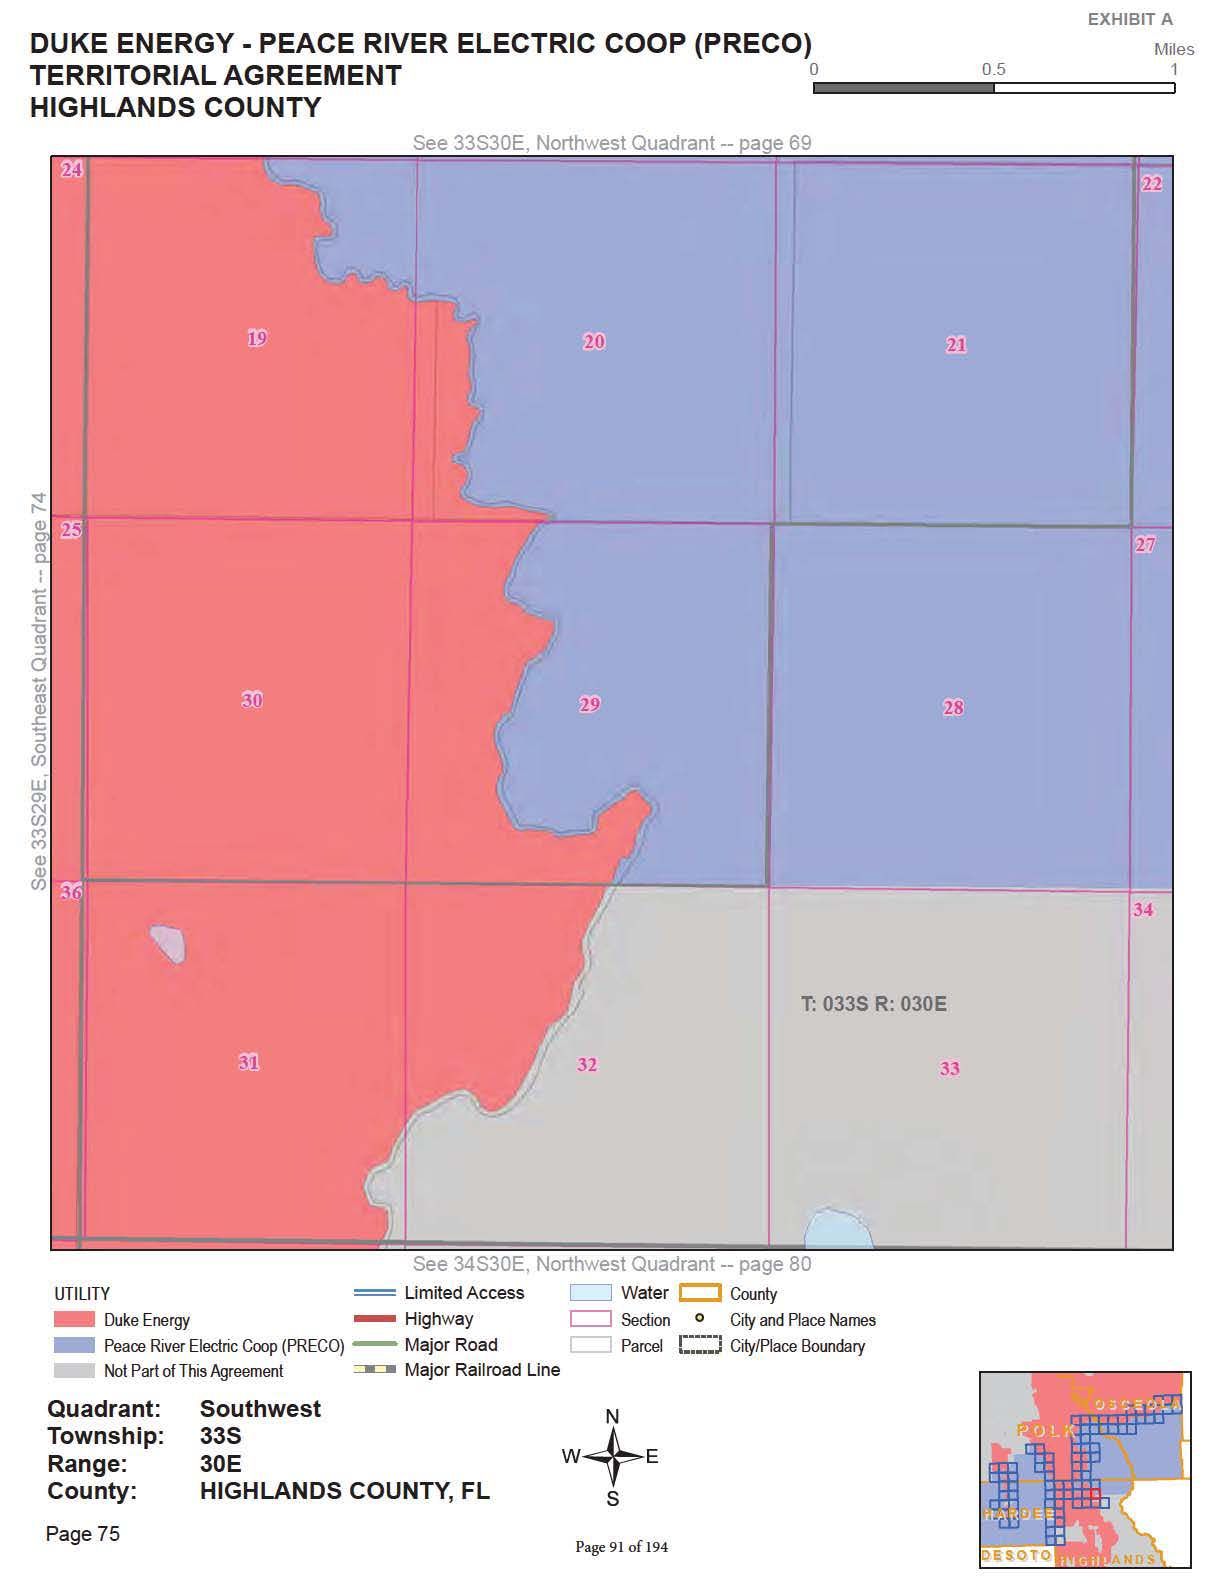 EXHIBIT A
DUKE ENERGY - PEACE RIVER ELECTRIC COOP (PRECO)
TERRITORIAL AGREEMENT
HIGHLANDS COUNTY
Miles
0 0.5 1
See 33S30E, Northwest Quadrant -- page 69
24
22
19
20
21
See 33S29E, Southeast Quadrant -- page 74
25
27
30
29
28
36
34
T: 033S R: 030E
31
32
33
See 34S30E, Northwest Quadrant -- page 80
UTILITY
Duke Energy
Peace River Electric Coop (PRECO)
Not Part of This Agreement
Limited Access
Highway
Major Road
Major Railroad Line
Water
Section
Parcel
County
City and Place Names
City/Place Boundary
Quadrant: Southwest
Township: 33S
Range: 30E
County: HIGHLANDS COUNTY, FL
Page 75
N
W E
S
Page 91 of 194
OSCEOLA
POLK
HARDEE
DESOTO
HIGHLANDS